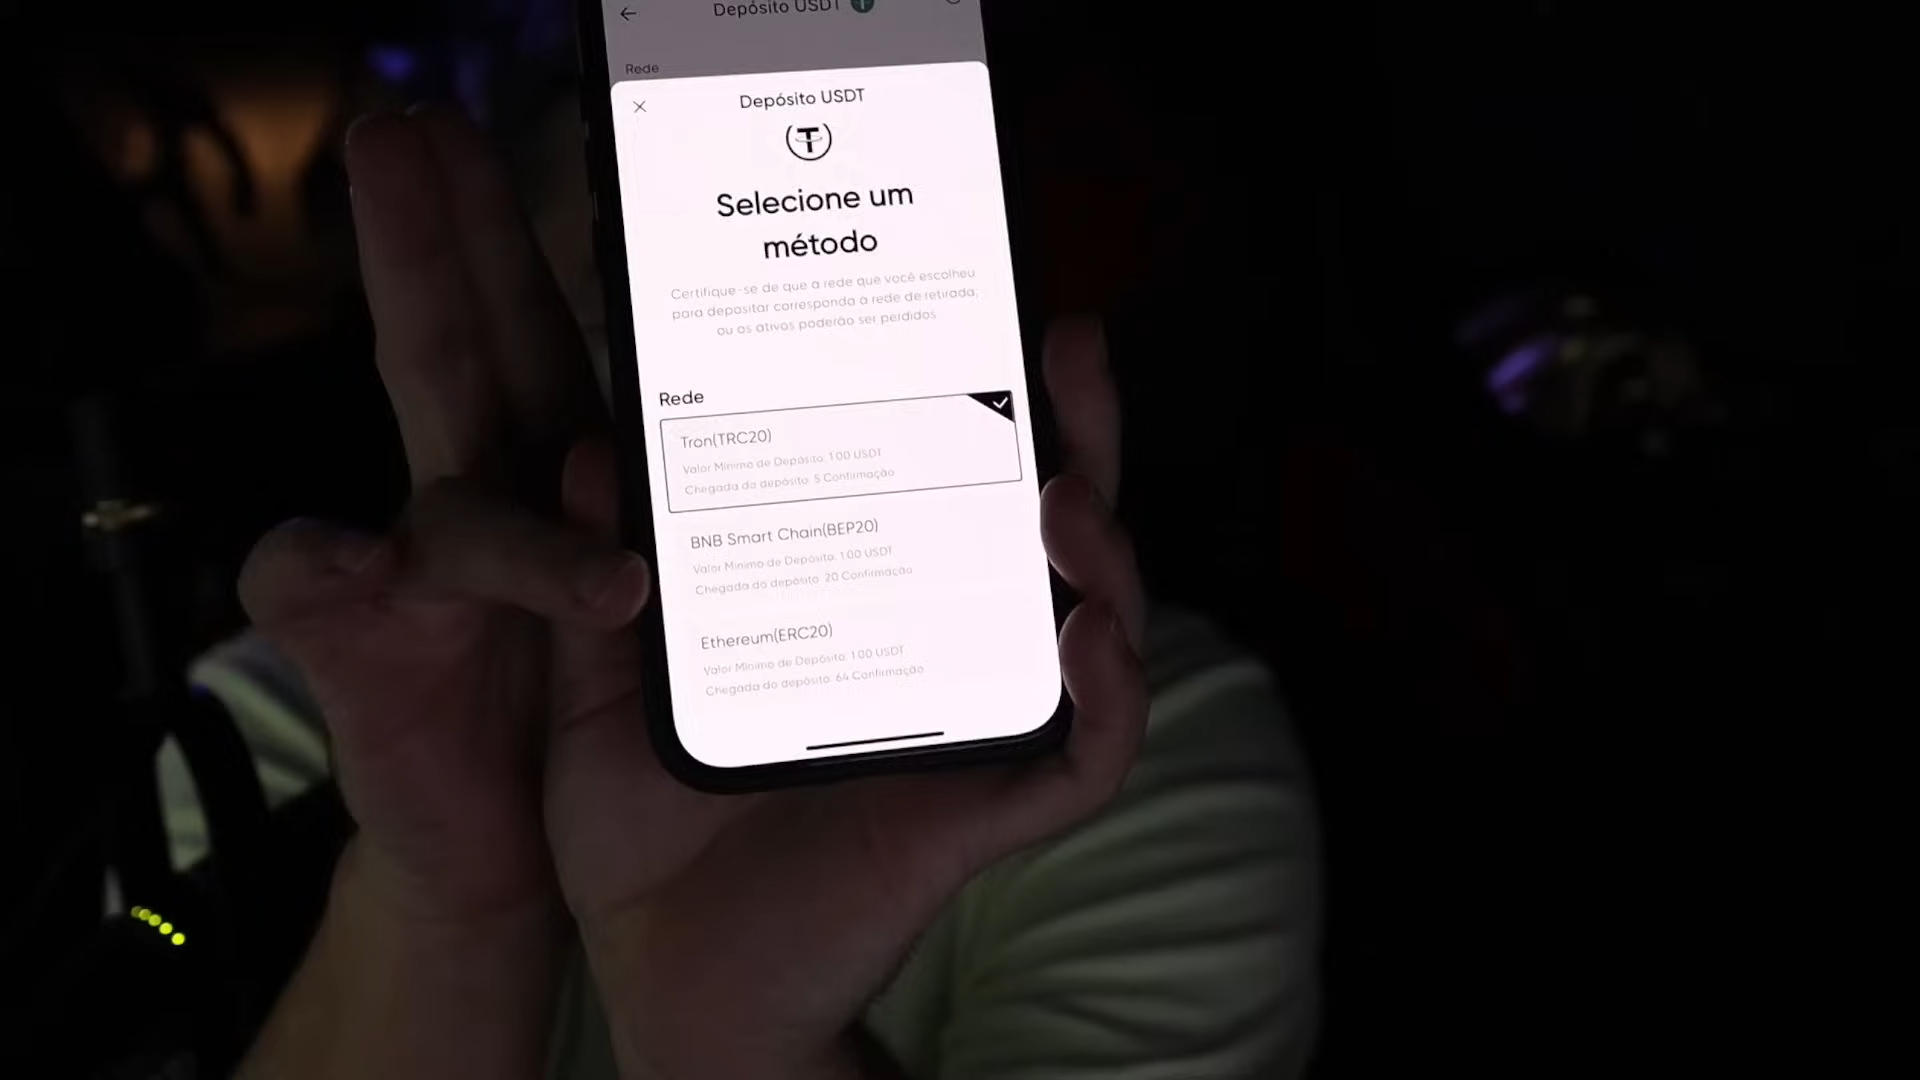 Depósito USDT
Rede
Depósito USDT
Selecione um
método
Certifique-se de que a rede que você escolheu
para depositar corresponda à rede de retirada,
ou os ativos poderão ser perdidos
Rede
Tron(TRC20)
Valor Mínimo de Depósito: 1.00 USDT
Chegada do depósito: 5 Confirmação
BNB Smart Chain(BEP20)
Valor Mínimo de Depósito: 1.00 USDT
Chegada do depósito: 20 Confirmação
Ethereum(ERC20)
Valor Mínimo de Depósito: 1.00 USDT
Chegada do depósito: 64 Confirmação